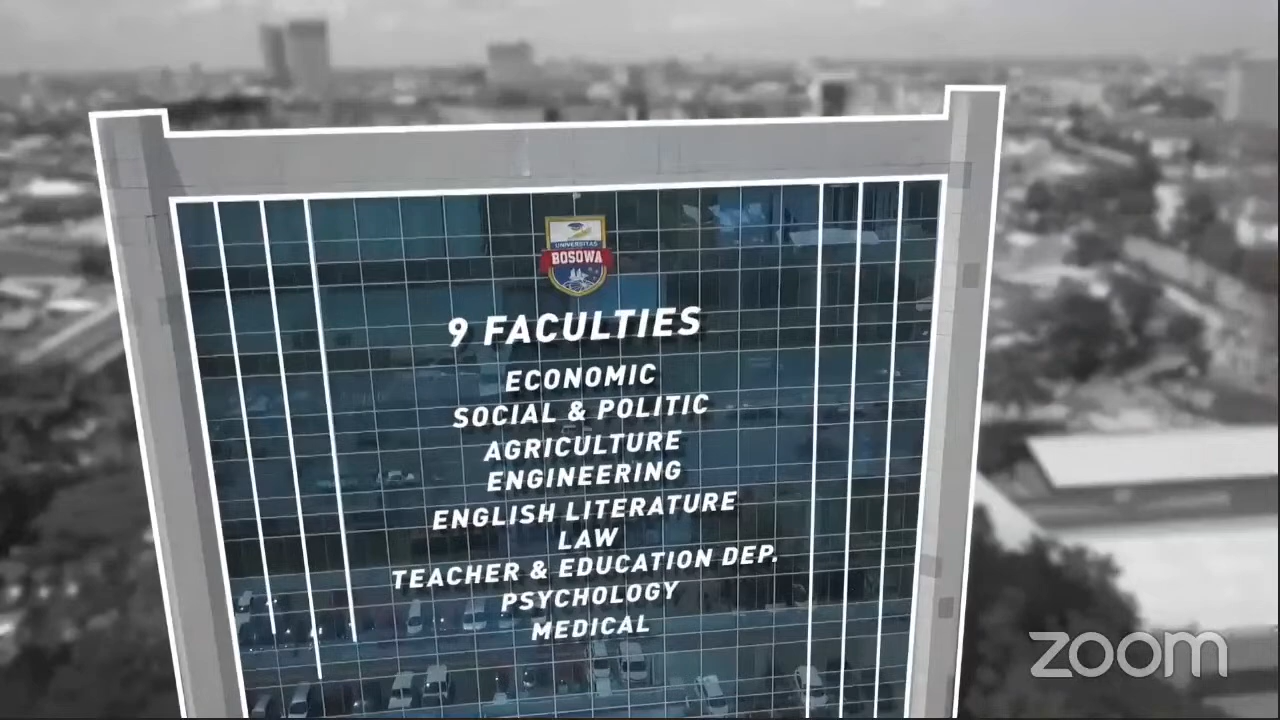 UNIVERSITAS
BOSOWA
9 FACULTIES
ECONOMIC
SOCIAL & POLITIC
AGRICULTURE
ENGINEERING
ENGLISH LITERATURE
LAW
TEACHER & EDUCATION DEP.
PSYCHOLOGY
MEDICAL
zoom